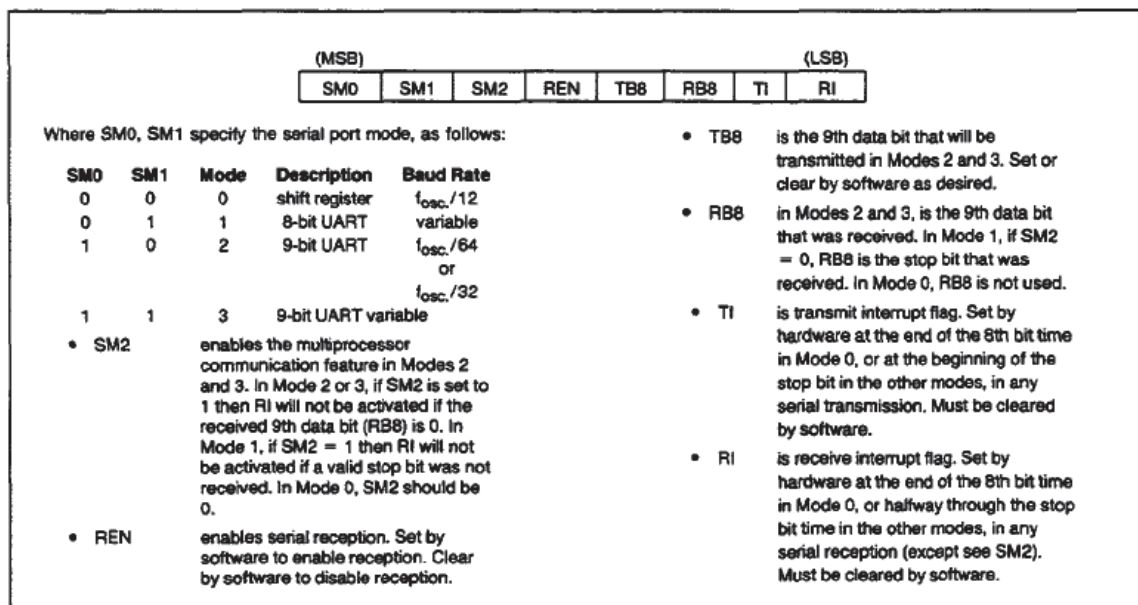 (MSB) (LSB)
SM0 SM1 SM2 REN TB8 RB8 TI RI
Where SM0, SM1 specify the serial port mode, as follows:
SM0 SM1 Mode Description Baud Rate
0 0 0 shift register fosc./12
0 1 1 8-bit UART variable
1 0 2 9-bit UART fosc./64
or
fosc./32
1 1 3 9-bit UART variable
• SM2 enables the multiprocessor
communication feature in Modes 2
and 3. In Mode 2 or 3, if SM2 is set to
1 then RI will not be activated if the
received 9th data bit (RB8) is 0. In
Mode 1, if SM2 = 1 then RI will not
be activated if a valid stop bit was not
received. In Mode 0, SM2 should be
0.
• REN enables serial reception. Set by
software to enable reception. Clear
by software to disable reception.
• TB8 is the 9th data bit that will be
transmitted in Modes 2 and 3. Set or
clear by software as desired.
• RB8 in Modes 2 and 3, is the 9th data bit
that was received. In Mode 1, if SM2
= 0, RB8 is the stop bit that was
received. In Mode 0, RB8 is not used.
• TI is transmit interrupt flag. Set by
hardware at the end of the 8th bit time
in Mode 0, or at the beginning of the
stop bit in the other modes, in any
serial transmission. Must be cleared
by software.
• RI is receive interrupt flag. Set by
hardware at the end of the 8th bit time
in Mode 0, or halfway through the stop
bit time in the other modes, in any
serial reception (except see SM2).
Must be cleared by software.